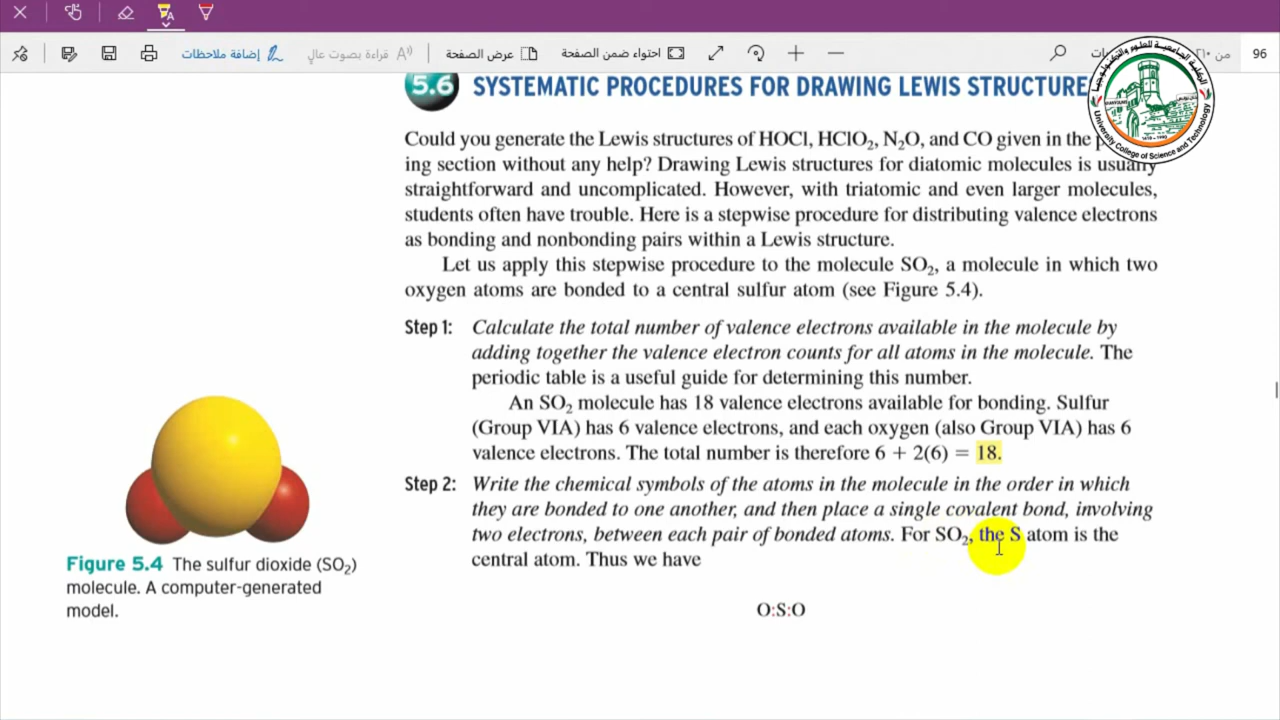 إضافة ملاحظات
قراءة بصوت عالٍ
عرض الصفحة
احتواء ضمن الصفحة
من
96
5.6 SYSTEMATIC PROCEDURES FOR DRAWING LEWIS STRUCTURE
University College of Science and Technology
Could you generate the Lewis structures of HOCl, HClO₂, N₂O, and CO given in the
ing section without any help? Drawing Lewis structures for diatomic molecules is usually
straightforward and uncomplicated. However, with triatomic and even larger molecules,
students often have trouble. Here is a stepwise procedure for distributing valence electrons
as bonding and nonbonding pairs within a Lewis structure.
Let us apply this stepwise procedure to the molecule SO₂, a molecule in which two
oxygen atoms are bonded to a central sulfur atom (see Figure 5.4).
Step 1: Calculate the total number of valence electrons available in the molecule by
adding together the valence electron counts for all atoms in the molecule. The
periodic table is a useful guide for determining this number.
An SO₂ molecule has 18 valence electrons available for bonding. Sulfur
(Group VIA) has 6 valence electrons, and each oxygen (also Group VIA) has 6
valence electrons. The total number is therefore 6 + 2(6) = 18.
Step 2: Write the chemical symbols of the atoms in the molecule in the order in which
they are bonded to one another, and then place a single covalent bond, involving
two electrons, between each pair of bonded atoms. For SO₂, the S atom is the
central atom. Thus we have
O:S:O
Figure 5.4 The sulfur dioxide (SO₂)
molecule. A computer-generated
model.